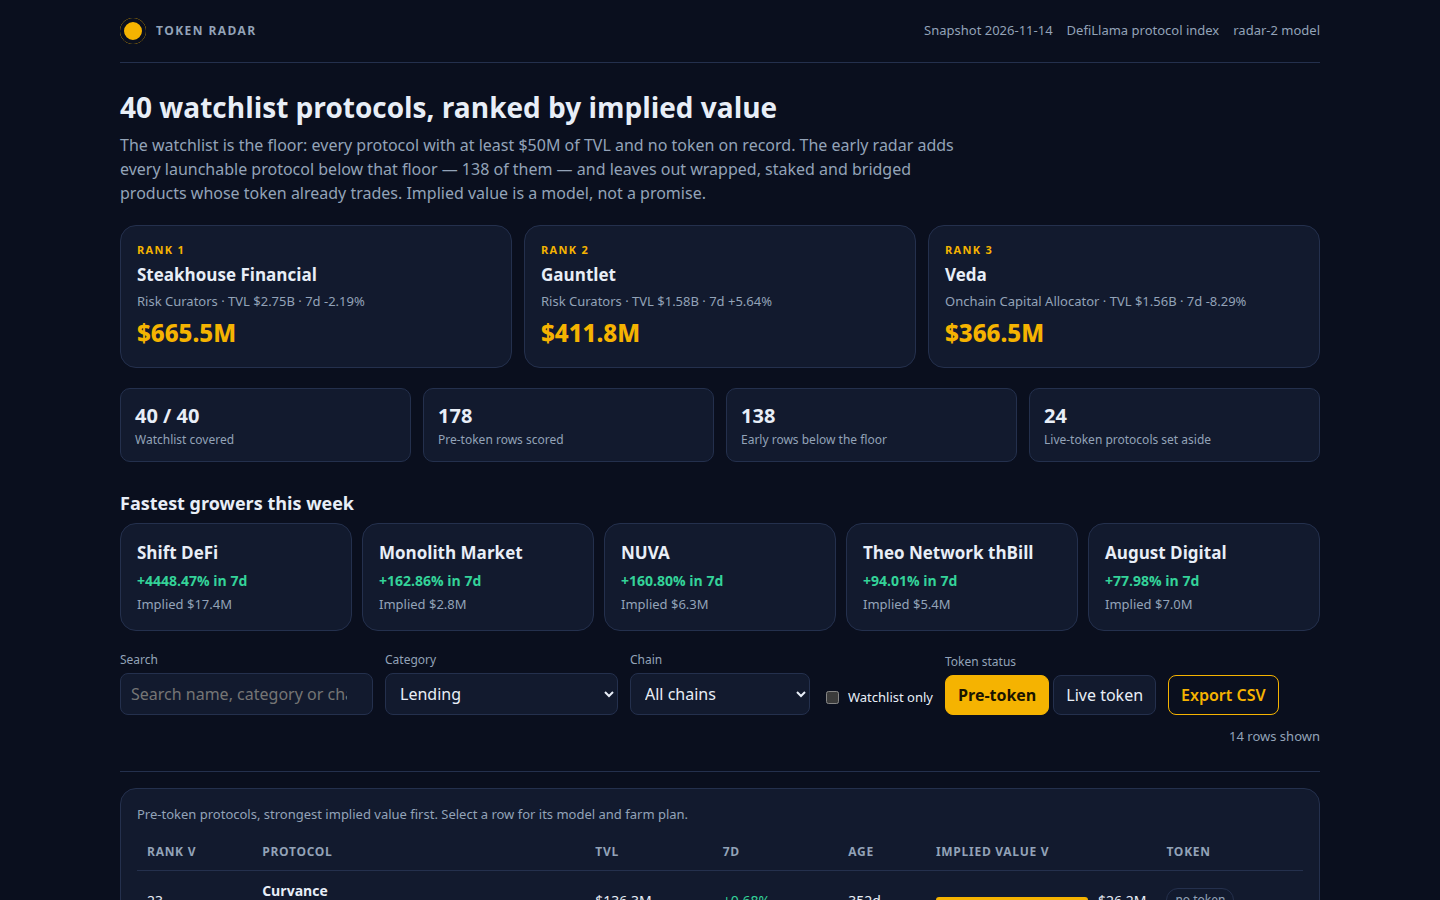 TOKEN RADAR
Snapshot 2026-11-14 DefiLlama protocol index radar-2 model
40 watchlist protocols, ranked by implied value
The watchlist is the floor: every protocol with at least $50M of TVL and no token on record. The early radar adds
every launchable protocol below that floor — 138 of them — and leaves out wrapped, staked and bridged
products whose token already trades. Implied value is a model, not a promise.
RANK 1
Steakhouse Financial
Risk Curators · TVL $2.75B · 7d -2.19%
$665.5M
RANK 2
Gauntlet
Risk Curators · TVL $1.58B · 7d +5.64%
$411.8M
RANK 3
Veda
Onchain Capital Allocator · TVL $1.56B · 7d -8.29%
$366.5M
40 / 40
Watchlist covered
178
Pre-token rows scored
138
Early rows below the floor
24
Live-token protocols set aside
Fastest growers this week
Shift DeFi
+4448.47% in 7d
Implied $17.4M
Monolith Market
+162.86% in 7d
Implied $2.8M
NUVA
+160.80% in 7d
Implied $6.3M
Theo Network thBill
+94.01% in 7d
Implied $5.4M
August Digital
+77.98% in 7d
Implied $7.0M
Search
Search name, category or cha
Category
Lending
Chain
All chains
Watchlist only
Token status
Pre-token
Live token
Export CSV
14 rows shown
Pre-token protocols, strongest implied value first. Select a row for its model and farm plan.
RANK V PROTOCOL TVL 7D AGE IMPLIED VALUE V TOKEN
Curvance